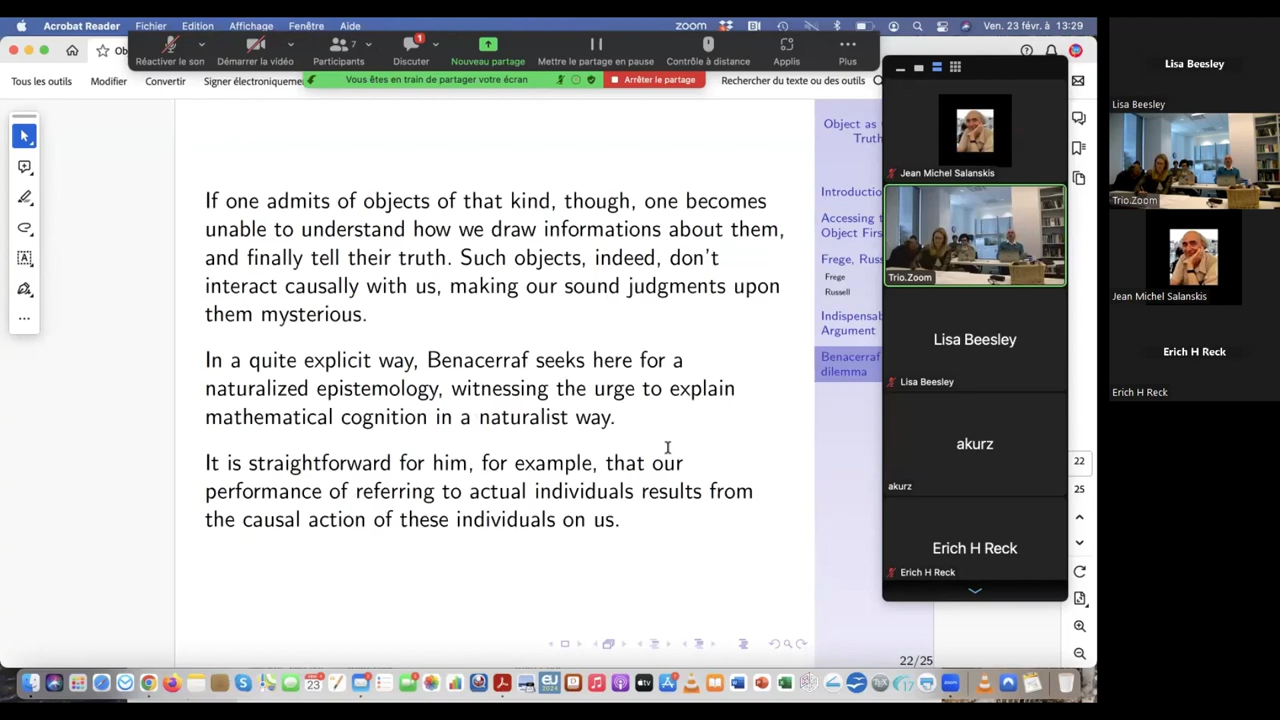 Acrobat Reader Fichier Edition Affichage Fenêtre Aide
zoom
Ven. 23 févr. à 13:29
Ob
7
1
Réactiver le son
Démarrer la vidéo
Participants
Discuter
Nouveau partage
Mettre le partage en pause
Contrôle à distance
Applis
Plus
Tous les outils Modifier Convertir Signer électroniqueme
Vous êtes en train de partager votre écran
Arrêter le partage
Rechercher du texte ou des outils
If one admits of objects of that kind, though, one becomes
unable to understand how we draw informations about them,
and finally tell their truth. Such objects, indeed, don't
interact causally with us, making our sound judgments upon
them mysterious.
In a quite explicit way, Benacerraf seeks here for a
naturalized epistemology, witnessing the urge to explain
mathematical cognition in a naturalist way.
It is straightforward for him, for example, that our
performance of referring to actual individuals results from
the causal action of these individuals on us.
Object as
Truth
Introductio
Accessing t
Object First
Frege, Russ
Frege
Russell
Indispensab
Argument
Benacerraf
dilemma
22/25
Jean Michel Salanskis
Trio.Zoom
Lisa Beesley
Lisa Beesley
akurz
akurz
Erich H Reck
Erich H Reck
22
25
Lisa Beesley
Lisa Beesley
Trio.Zoom
Jean Michel Salanskis
Erich H Reck
Erich H Reck